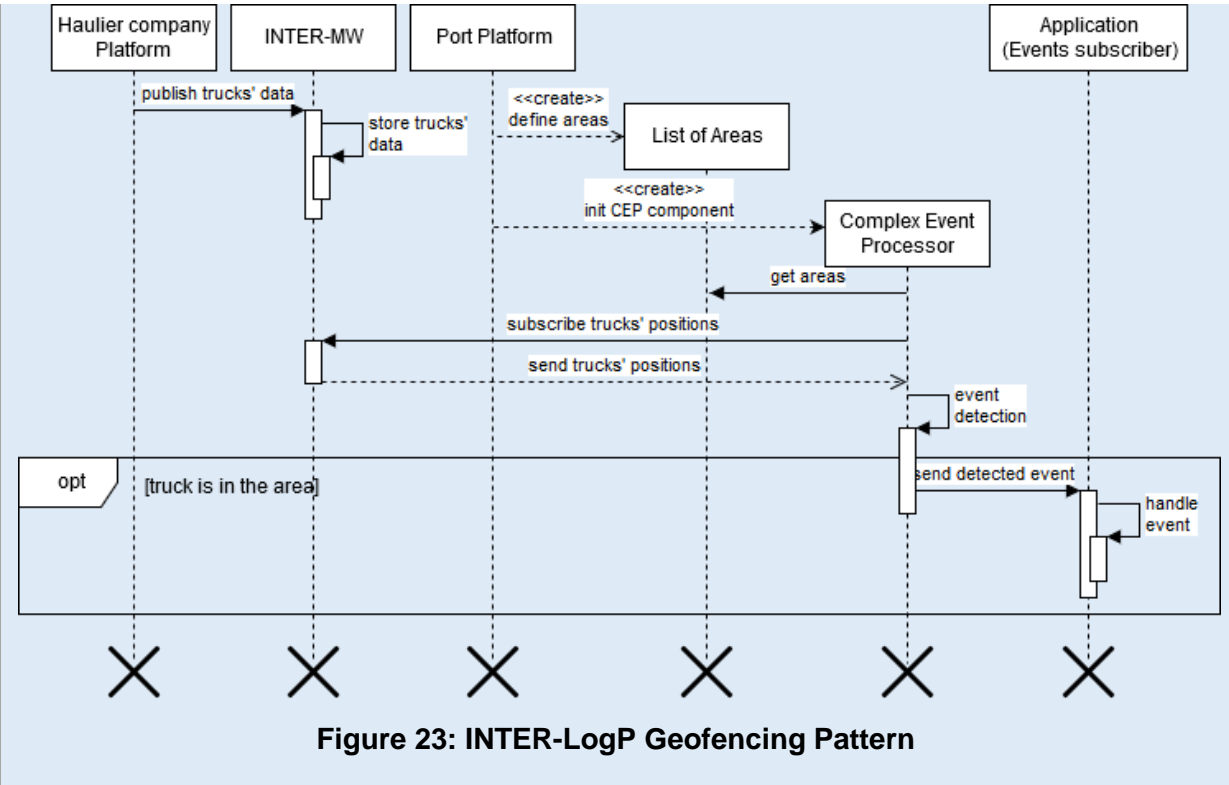 Haulier company
Platform
INTER-MW
Port Platform
Application
(Events subscriber)
publish trucks' data
store trucks'
data
<<create>>
define areas
List of Areas
<<create>>
init CEP component
Complex Event
Processor
get areas
subscribe trucks' positions
send trucks' positions
event
detection
opt
[truck is in the area]
send detected event
handle
event
Figure 23: INTER-LogP Geofencing Pattern